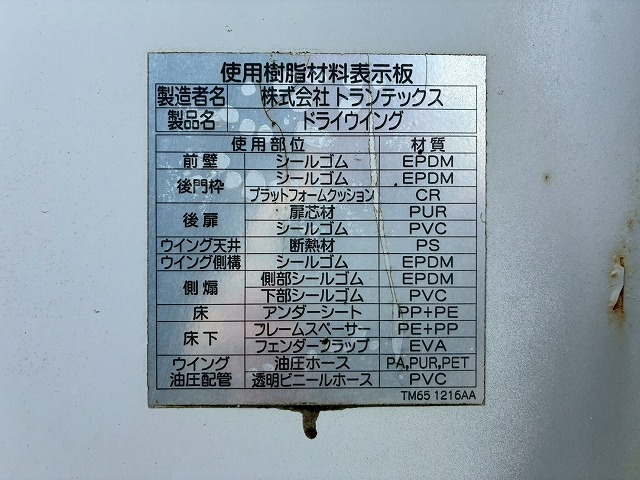 使用樹脂材料表示板
製造者名 株式会社 トランテックス
製品名 ドライウイング
使用部位 材質
前壁 シールゴム EPDM
後門枠 シールゴム EPDM
プラットフォームクッション CR
後扉 扉芯材 PUR
シールゴム PVC
ウイング天井 断熱材 PS
ウイング側構 シールゴム EPDM
側煽 側部シールゴム EPDM
下部シールゴム PVC
床 アンダーシート PP+PE
床下 フレームスペーサー PE+PP
フェンダーフラップ EVA
ウイング 油圧ホース PA,PUR,PET
油圧配管 透明ビニールホース PVC
TM65 1216AA